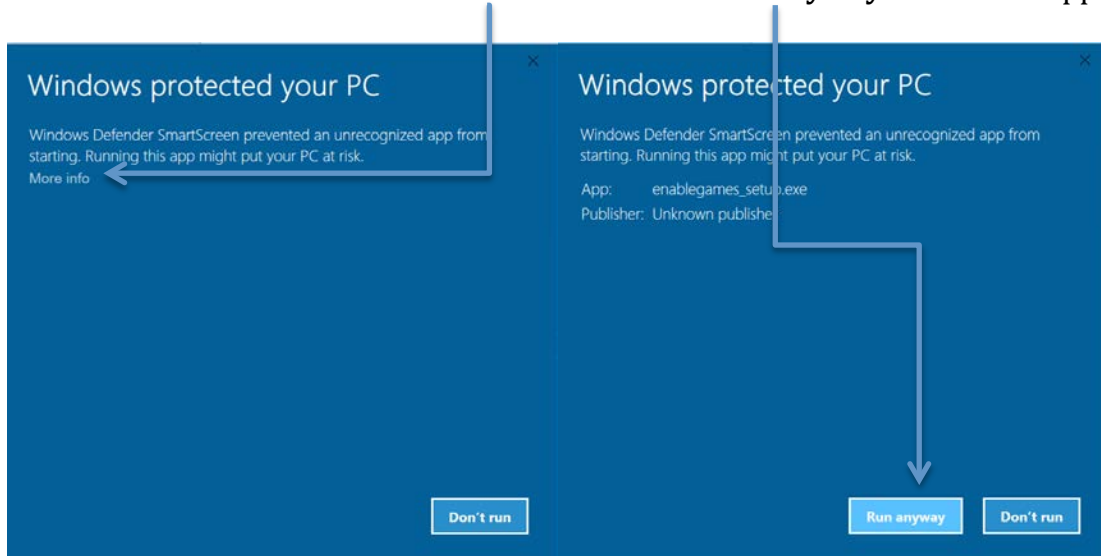 Windows protected your PC
Windows Defender SmartScreen prevented an unrecognized app from
starting. Running this app might put your PC at risk.
More info
Don't run
Windows protected your PC
Windows Defender SmartScreen prevented an unrecognized app from
starting. Running this app might put your PC at risk.
App: enablegames_setup.exe
Publisher: Unknown publisher
Run anyway Don't run